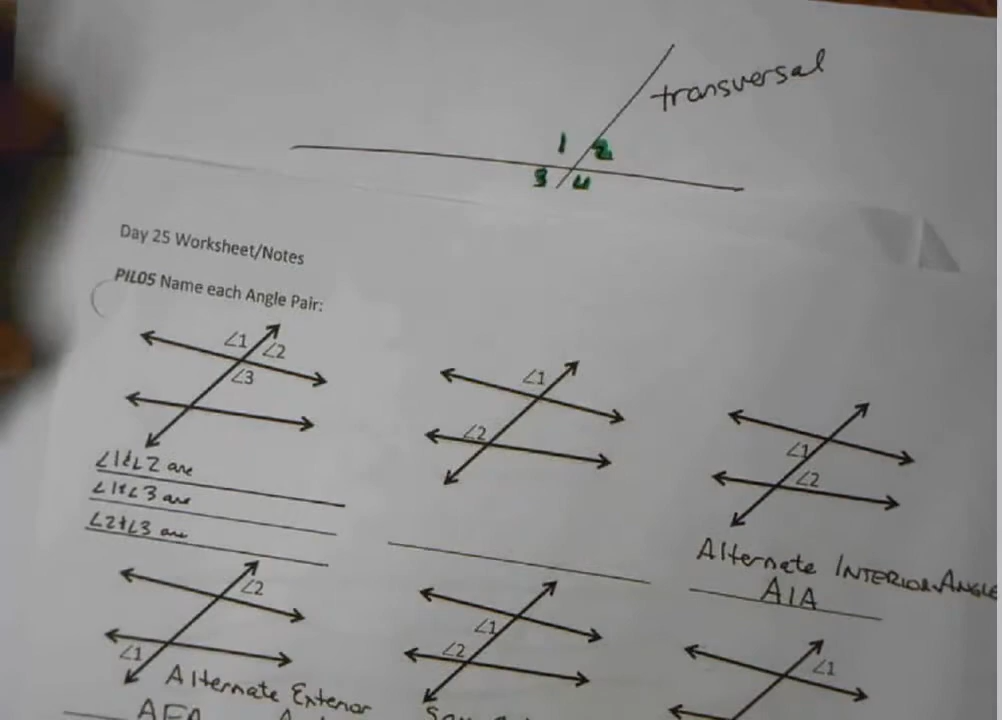 transversal
1 2
3 4
Day 25 Worksheet/Notes
PIL05 Name each Angle Pair:
∠1 ∠2
∠3
∠1
∠2
∠1
∠2
∠1&∠2 are
∠1&∠3 are
∠2&∠3 are
Alternate INTERIOR ANGLE
AIA
∠2
∠1
∠1
∠2
∠1
Alternate Exterior
AEA